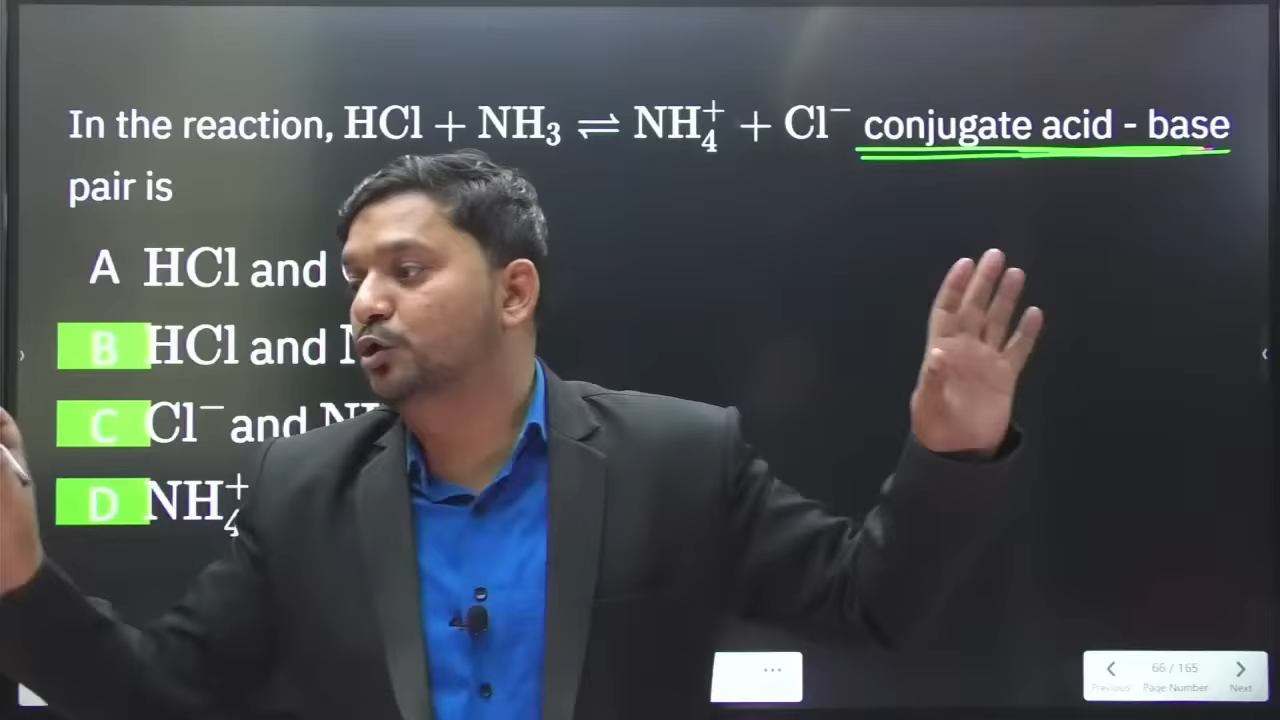 In the reaction, HCl + NH₃ ⇌ NH₄⁺ + Cl⁻ conjugate acid - base
pair is
A HCl and
B HCl and
C Cl⁻ and
D NH₄⁺
66 / 165
Previous Page Number Next